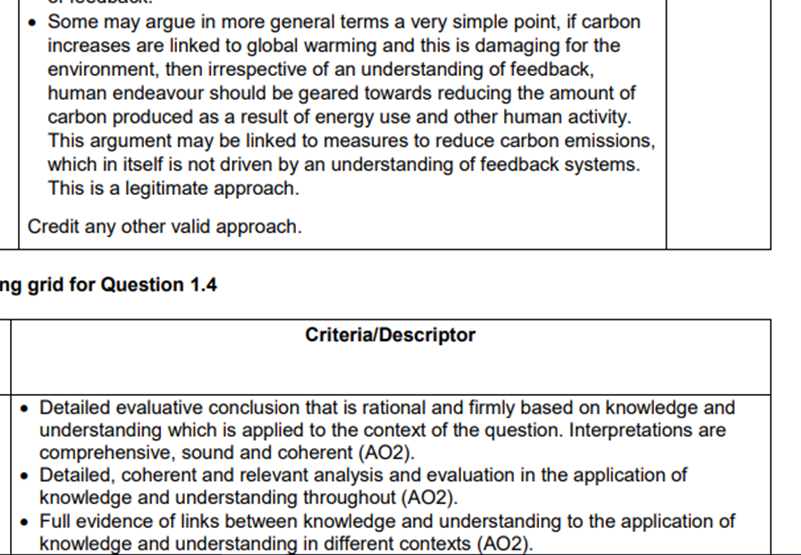 of feedback.
• Some may argue in more general terms a very simple point, if carbon
increases are linked to global warming and this is damaging for the
environment, then irrespective of an understanding of feedback,
human endeavour should be geared towards reducing the amount of
carbon produced as a result of energy use and other human activity.
This argument may be linked to measures to reduce carbon emissions,
which in itself is not driven by an understanding of feedback systems.
This is a legitimate approach.
Credit any other valid approach.
ng grid for Question 1.4
Criteria/Descriptor
• Detailed evaluative conclusion that is rational and firmly based on knowledge and
understanding which is applied to the context of the question. Interpretations are
comprehensive, sound and coherent (AO2).
• Detailed, coherent and relevant analysis and evaluation in the application of
knowledge and understanding throughout (AO2).
• Full evidence of links between knowledge and understanding to the application of
knowledge and understanding in different contexts (AO2).